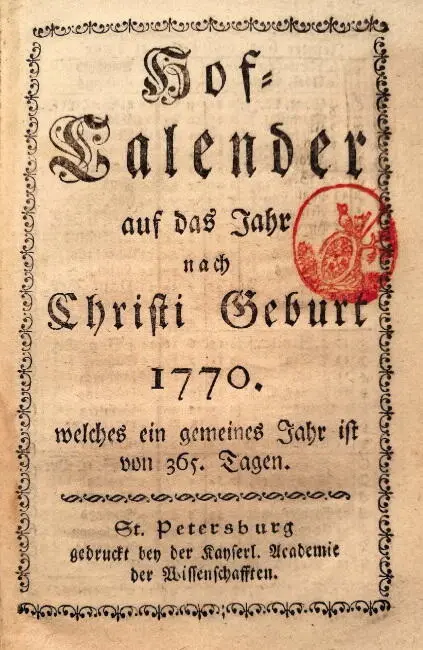 Hof-
Calender
auf das Jahr
nach
Christi Geburt
1770.
welches ein gemeines Jahr ist
von 365. Tagen.
St. Petersburg
gedruckt bey der Kayserl. Academie
der Wissenschafften.